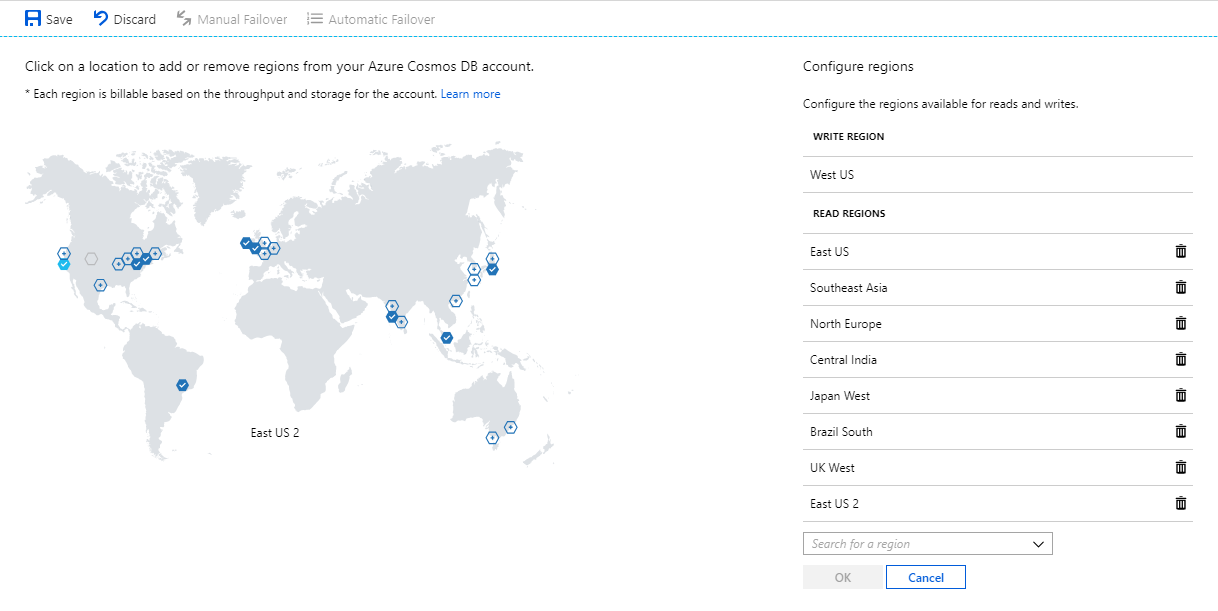 Save Discard Manual Failover Automatic Failover
Click on a location to add or remove regions from your Azure Cosmos DB account.
* Each region is billable based on the throughput and storage for the account. Learn more
East US 2
Configure regions
Configure the regions available for reads and writes.
WRITE REGION
West US
READ REGIONS
East US
Southeast Asia
North Europe
Central India
Japan West
Brazil South
UK West
East US 2
Search for a region
OK Cancel